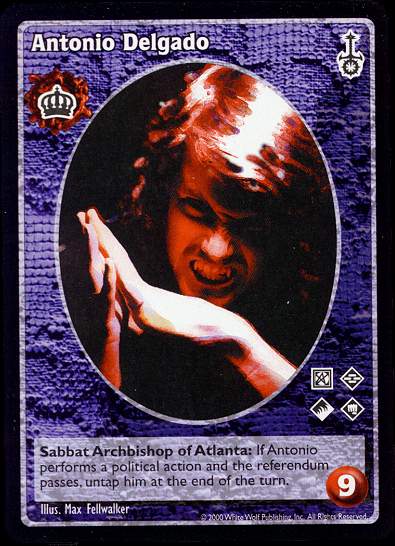 Antonio Delgado
Sabbat Archbishop of Atlanta: If Antonio
performs a political action and the referendum
passes, untap him at the end of the turn.
9
Illus. Max Fellwalker
© 2000 White Wolf Publishing, Inc. All Rights Reserved.